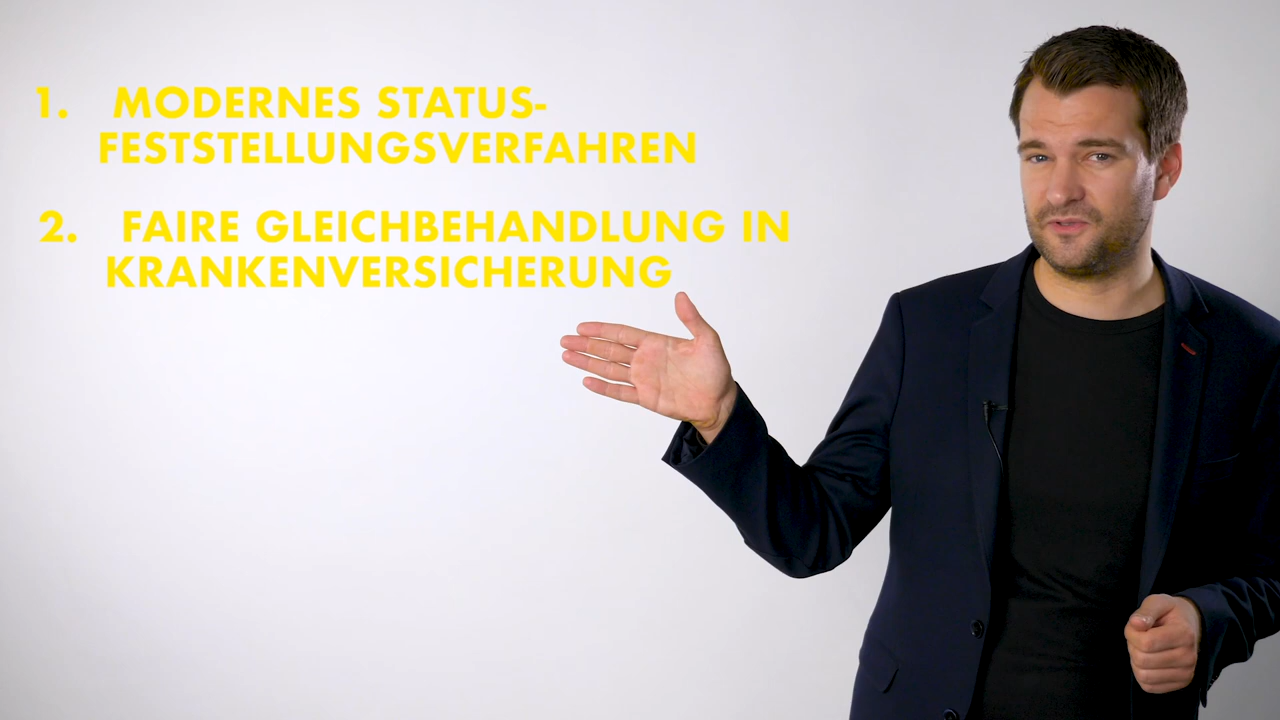 1. MODERNES STATUS-
FESTSTELLUNGSVERFAHREN
2. FAIRE GLEICHBEHANDLUNG IN
KRANKENVERSICHERUNG